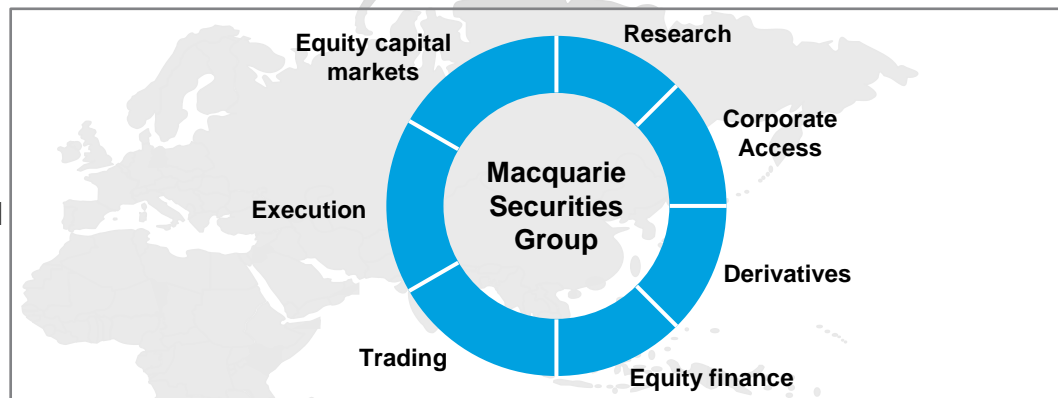 Equity capital
markets
Research
Corporate
Access
Macquarie
Securities
Group
Execution
Derivatives
Trading
Equity finance